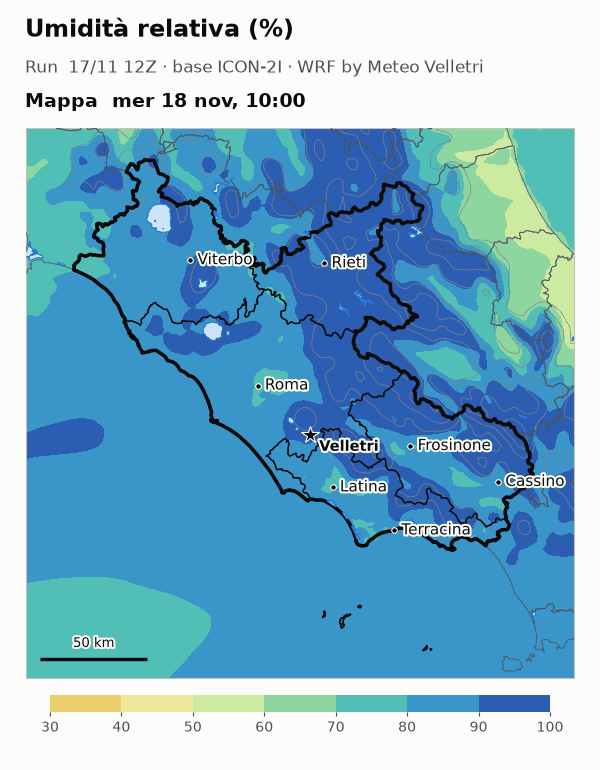 Umidità relativa (%)
Run  17/11 12Z · base ICON-2I · WRF by Meteo Velletri
Mappa  mer 18 nov, 10:00
Viterbo
Rieti
Roma
Velletri
Frosinone
Latina
Cassino
Terracina
50 km
30 40 50 60 70 80 90 100